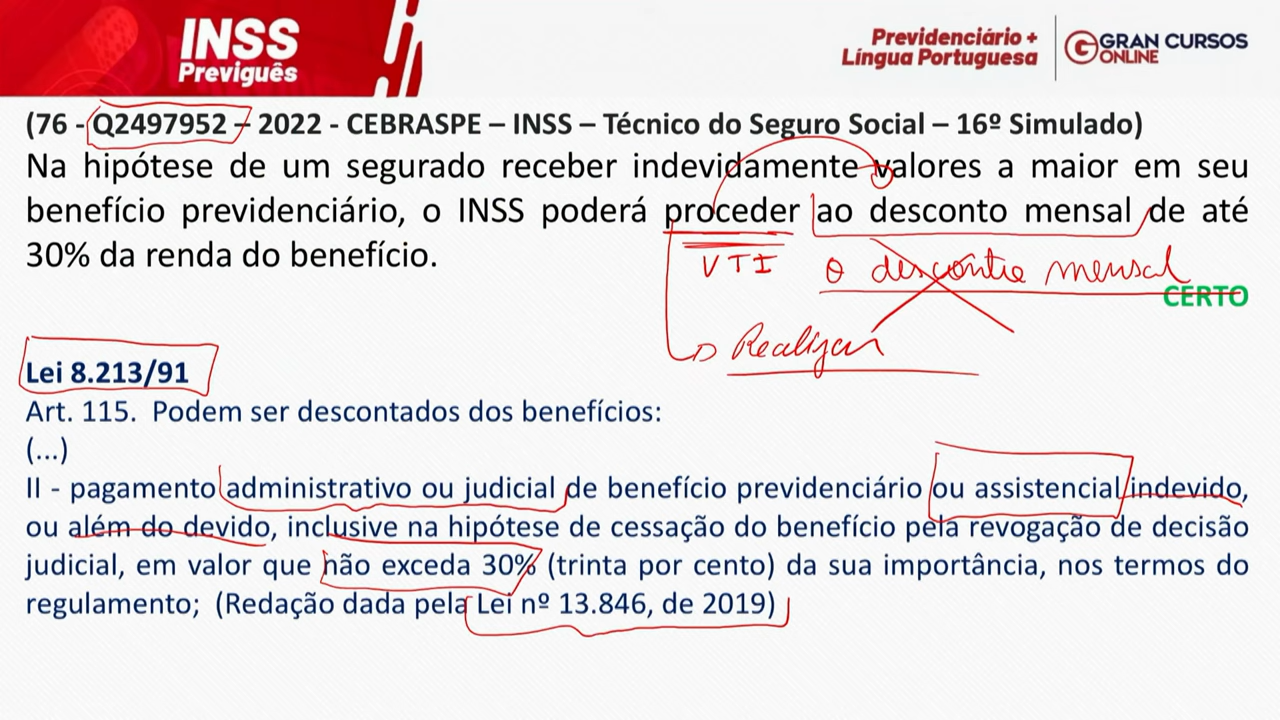 INSS
Previguês
Previdenciário +
Língua Portuguesa
GRAN CURSOS
ONLINE
(76 - Q2497952 – 2022 - CEBRASPE – INSS – Técnico do Seguro Social – 16º Simulado)
Na hipótese de um segurado receber indevidamente valores a maior em seu
benefício previdenciário, o INSS poderá proceder ao desconto mensal de até
30% da renda do benefício.
VTI o desconto mensal
CERTO
Realizar
Lei 8.213/91
Art. 115. Podem ser descontados dos benefícios:
(...)
II - pagamento administrativo ou judicial de benefício previdenciário ou assistencial indevido,
ou além do devido, inclusive na hipótese de cessação do benefício pela revogação de decisão
judicial, em valor que não exceda 30% (trinta por cento) da sua importância, nos termos do
regulamento; (Redação dada pela Lei nº 13.846, de 2019)